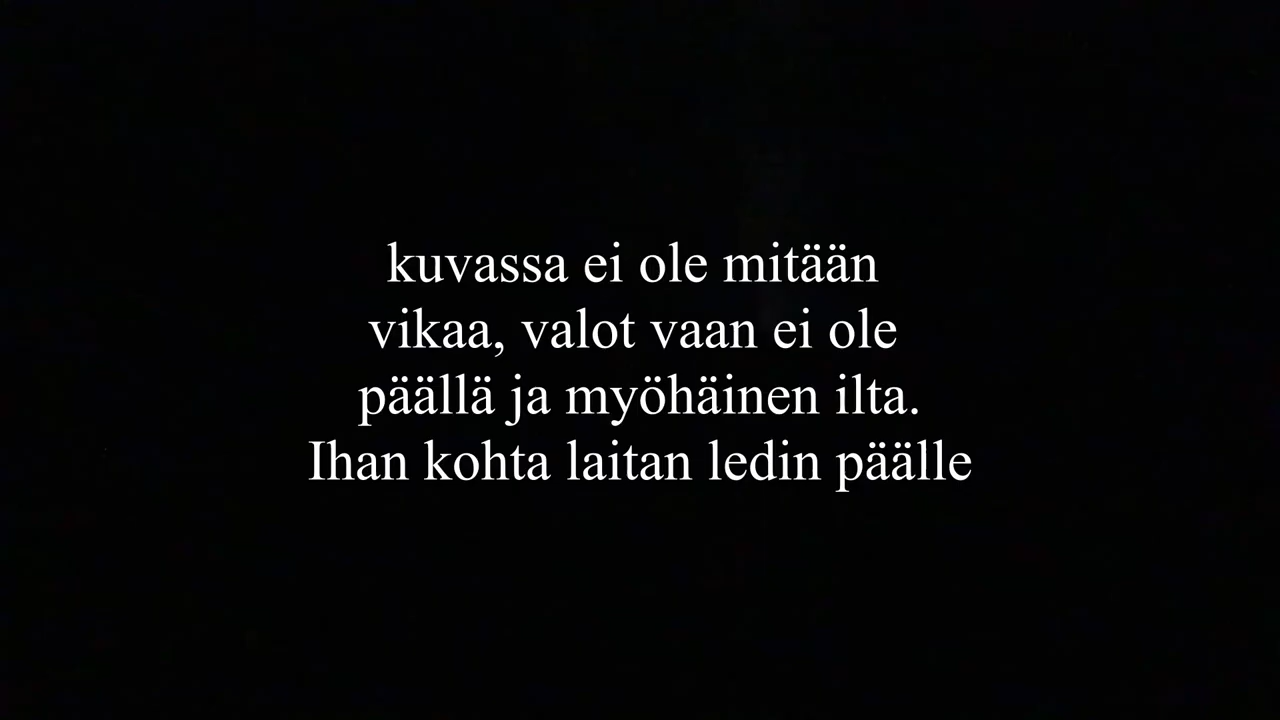 kuvassa ei ole mitään
vikaa, valot vaan ei ole
päällä ja myöhäinen ilta.
Ihan kohta laitan ledin päälle